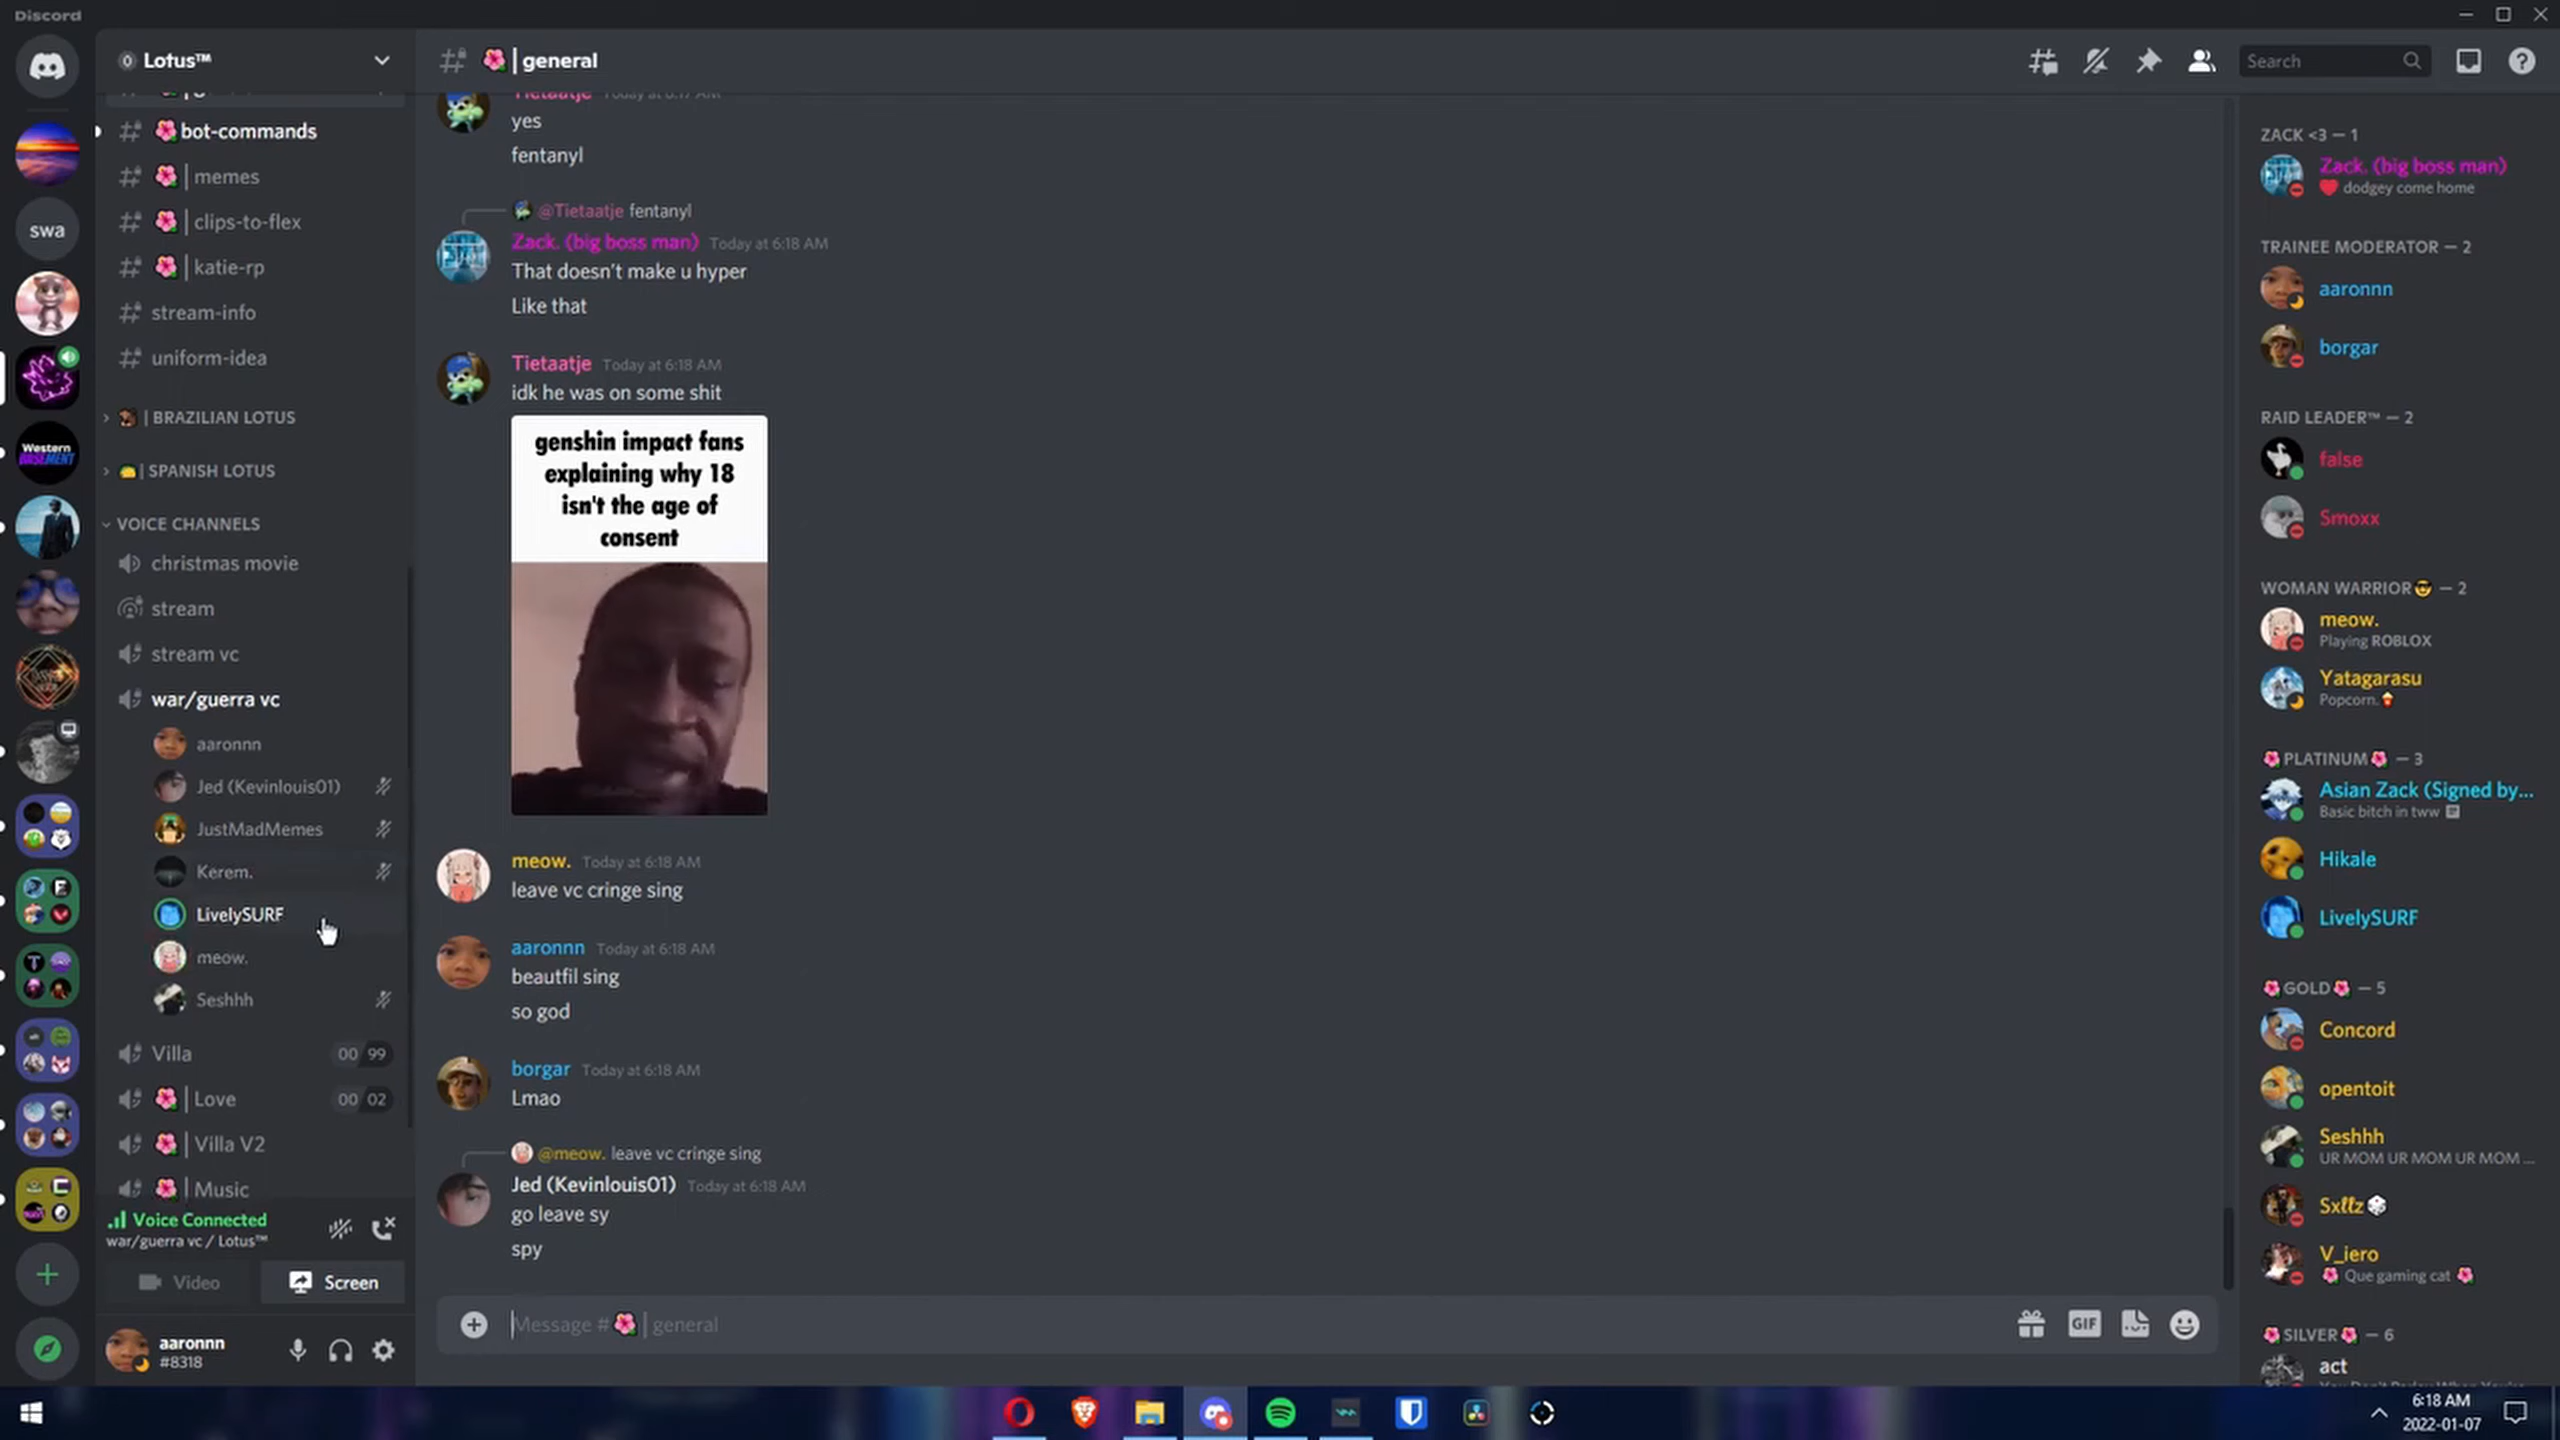 Discord
Lotus™
bot-commands
memes
clips-to-flex
katie-rp
stream-info
uniform-idea
| BRAZILIAN LOTUS
| SPANISH LOTUS
VOICE CHANNELS
christmas movie
stream
stream vc
war/guerra vc
aaronnn
Jed (Kevinlouis01)
JustMadMemes
Kerem.
LivelySURF
meow.
Seshhh
Villa 00 99
| Love 00 02
| Villa V2
| Music
Voice Connected
war/guerra vc / Lotus™
Video Screen
aaronnn
#8318
swa
Western
BASEMENT
| general
Search
Tietaatje Today at 6:17 AM
yes
fentanyl
@Tietaatje fentanyl
Zack. (big boss man) Today at 6:18 AM
That doesn't make u hyper
Like that
Tietaatje Today at 6:18 AM
idk he was on some shit
genshin impact fans
explaining why 18
isn't the age of
consent
meow. Today at 6:18 AM
leave vc cringe sing
aaronnn Today at 6:18 AM
beautfil sing
so god
borgar Today at 6:18 AM
Lmao
@meow. leave vc cringe sing
Jed (Kevinlouis01) Today at 6:18 AM
go leave sy
spy
Message # | general
GIF
ZACK <3 — 1
Zack. (big boss man)
dodgey come home
TRAINEE MODERATOR — 2
aaronnn
borgar
RAID LEADER™ — 2
false
Smoxx
WOMAN WARRIOR😎 — 2
meow.
Playing ROBLOX
Yatagarasu
Popcorn.🍿
🌺PLATINUM🌺 — 3
Asian Zack (Signed by...
Basic bitch in tww
Hikale
LivelySURF
🌺GOLD🌺 — 5
Concord
opentoit
Seshhh
UR MOM UR MOM UR MOM ...
Sxllz
V_iero
🌺 Que gaming cat 🌺
🌺SILVER🌺 — 6
act
6:18 AM
2022-01-07